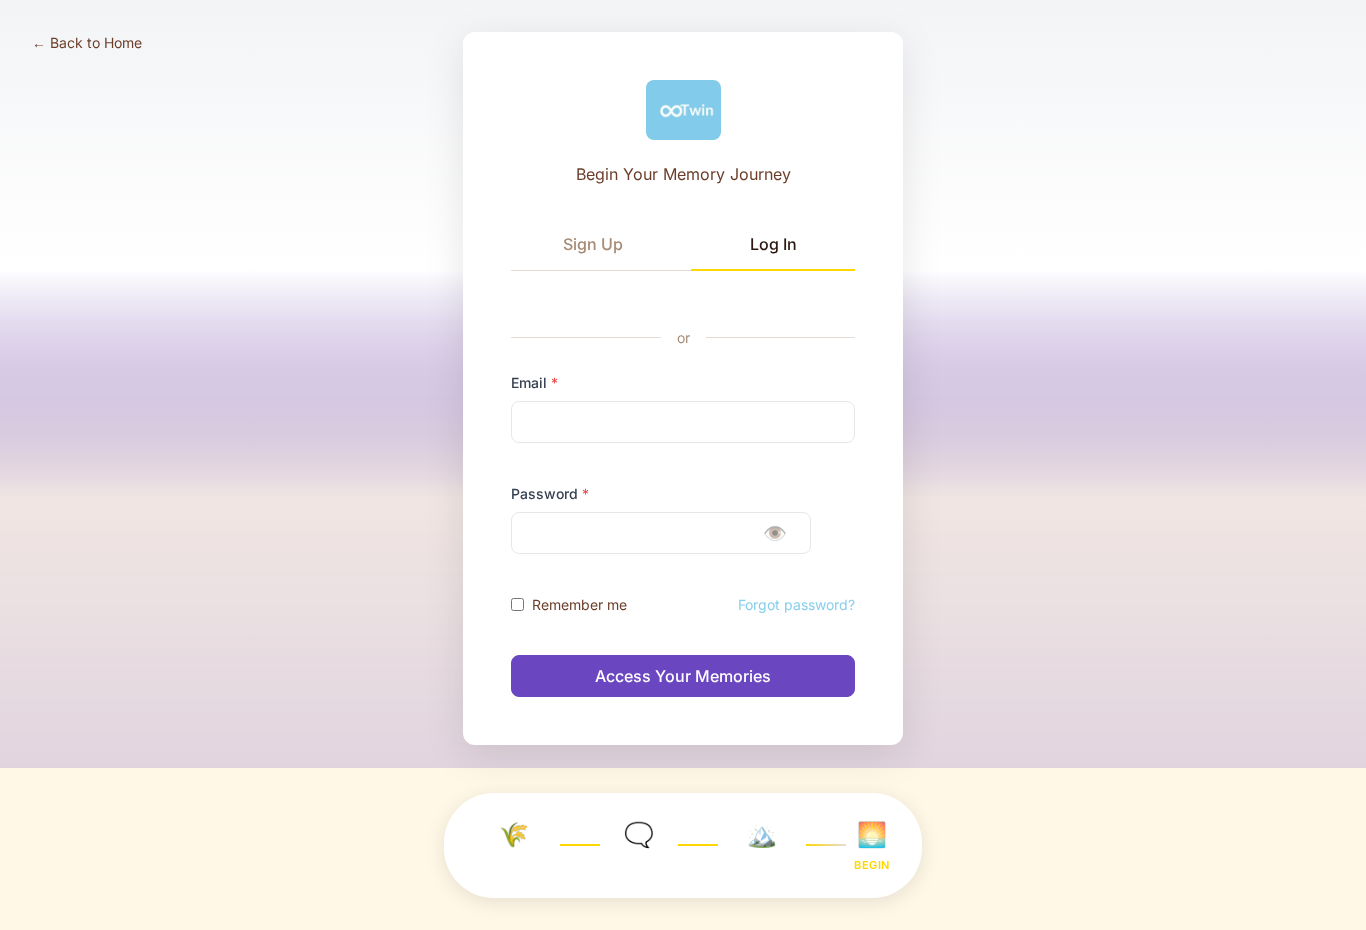 ← Back to Home
∞Twin
Begin Your Memory Journey
Sign Up
Log In
or
Email *
Password *
Remember me
Forgot password?
Access Your Memories
BEGIN